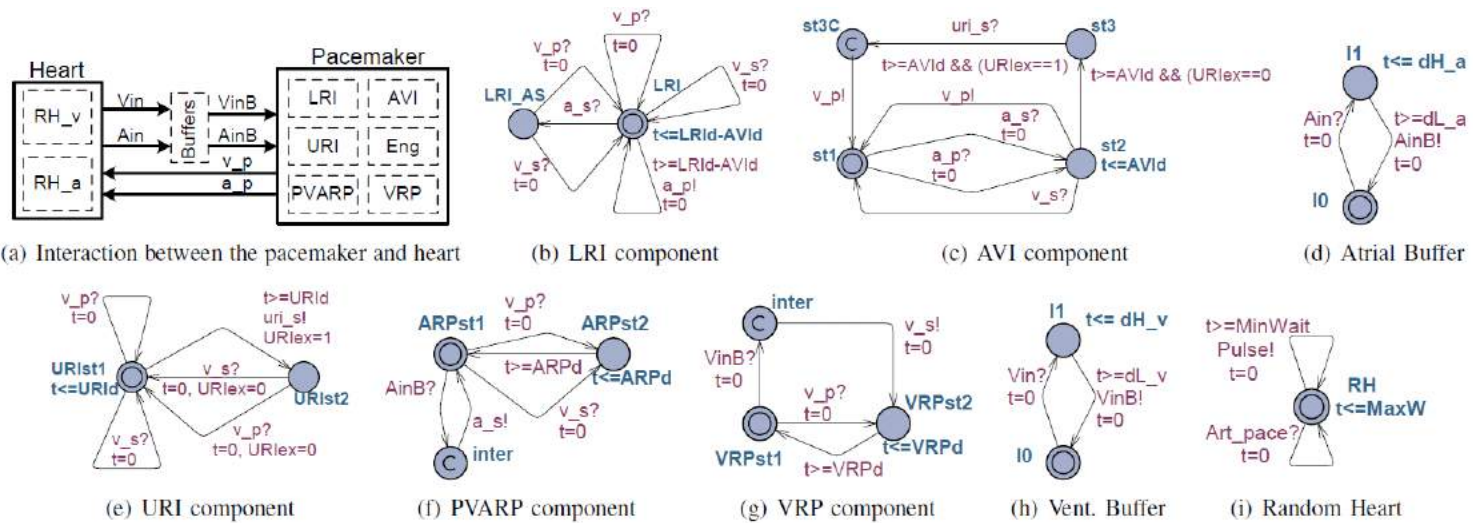 Heart
Pacemaker
RH_v
RH_a
Vin
Ain
Buffers
VinB
AinB
v_p
a_p
LRI
AVI
URI
Eng
PVARP
VRP
(a) Interaction between the pacemaker and heart
v_p?
t=0
v_p?
t=0
v_s?
t=0
LRI_AS
a_s?
LRI
t<=LRId-AVId
v_s?
t=0
t>=LRId-AVId
a_p!
t=0
(b) LRI component
st3C
C
uri_s?
st3
t>=AVId && (URIex==1)
t>=AVId && (URIex==0
v_p!
v_p!
a_s?
t=0
st1
a_p?
t=0
st2
t<=AVId
v_s?
(c) AVI component
I1
t<= dH_a
Ain?
t=0
t>=dL_a
AinB!
t=0
I0
(d) Atrial Buffer
v_p?
t=0
t>=URId
uri_s!
URIex=1
URIst1
t<=URId
v_s?
t=0, URIex=0
URIst2
v_p?
t=0, URIex=0
v_s?
t=0
(e) URI component
v_p?
t=0
ARPst1
ARPst2
t>=ARPd
t<=ARPd
AinB?
a_s!
v_s?
t=0
inter
C
(f) PVARP component
inter
C
v_s!
t=0
VinB?
t=0
v_p?
t=0
VRPst2
t<=VRPd
VRPst1
t>=VRPd
(g) VRP component
I1
t<= dH_v
Vin?
t=0
t>=dL_v
VinB!
t=0
I0
(h) Vent. Buffer
t>=MinWait
Pulse!
t=0
RH
t<=MaxW
Art_pace?
t=0
(i) Random Heart